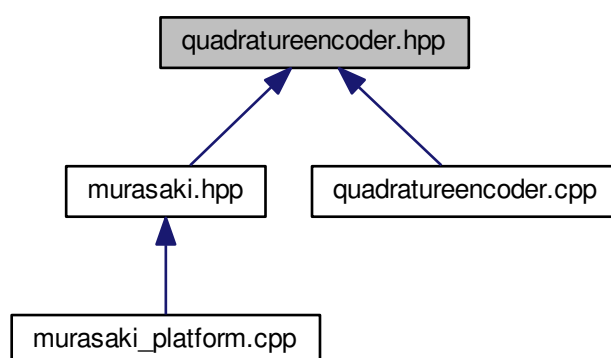 quadratureencoder.hpp
murasaki.hpp
quadratureencoder.cpp
murasaki_platform.cpp